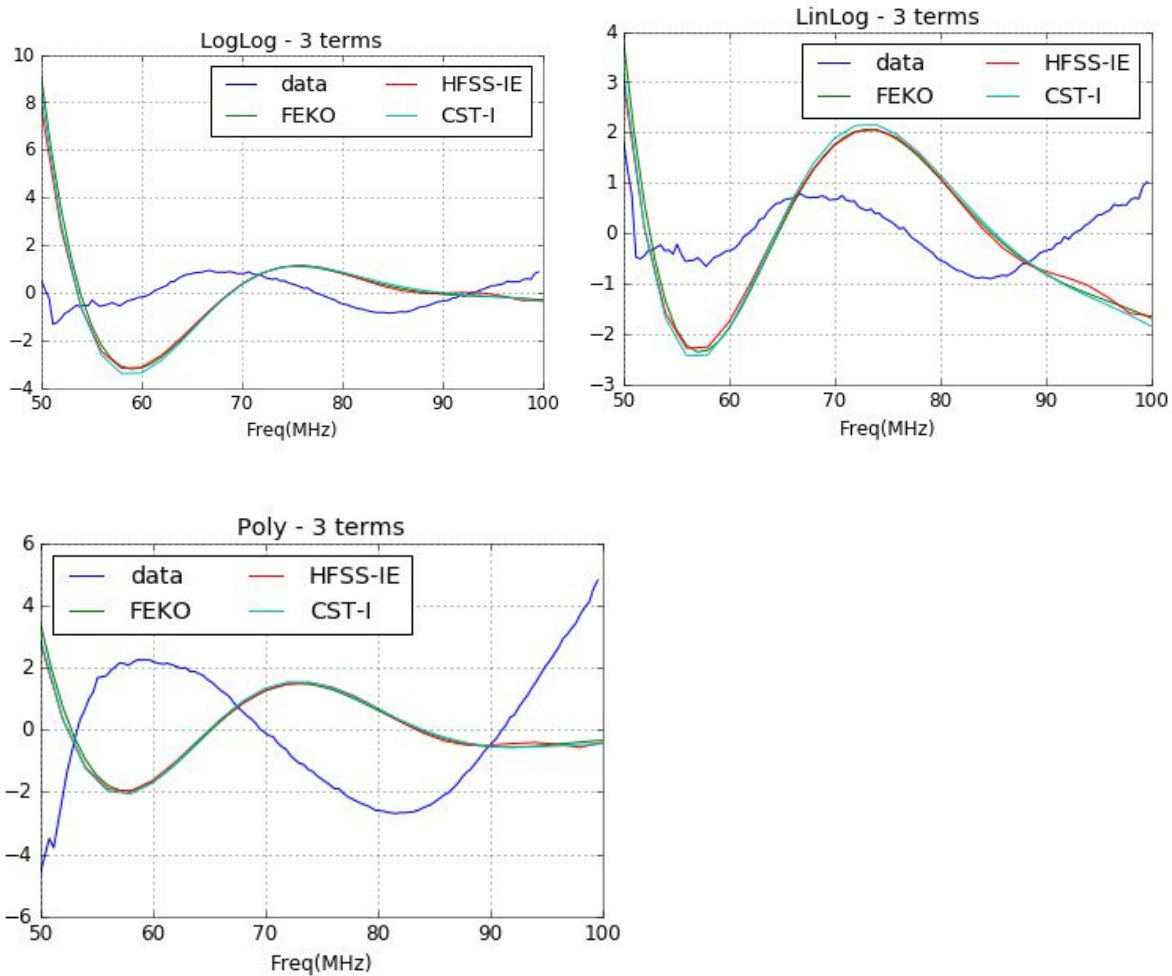 LogLog - 3 terms
10
8
6
4
2
0
−2
−4
data
HFSS-IE
FEKO
CST-I
50
60
70
80
90
100
Freq(MHz)
LinLog - 3 terms
4
3
2
1
0
−1
−2
−3
data
HFSS-IE
FEKO
CST-I
50
60
70
80
90
100
Freq(MHz)
Poly - 3 terms
6
4
2
0
−2
−4
−6
data
HFSS-IE
FEKO
CST-I
50
60
70
80
90
100
Freq(MHz)